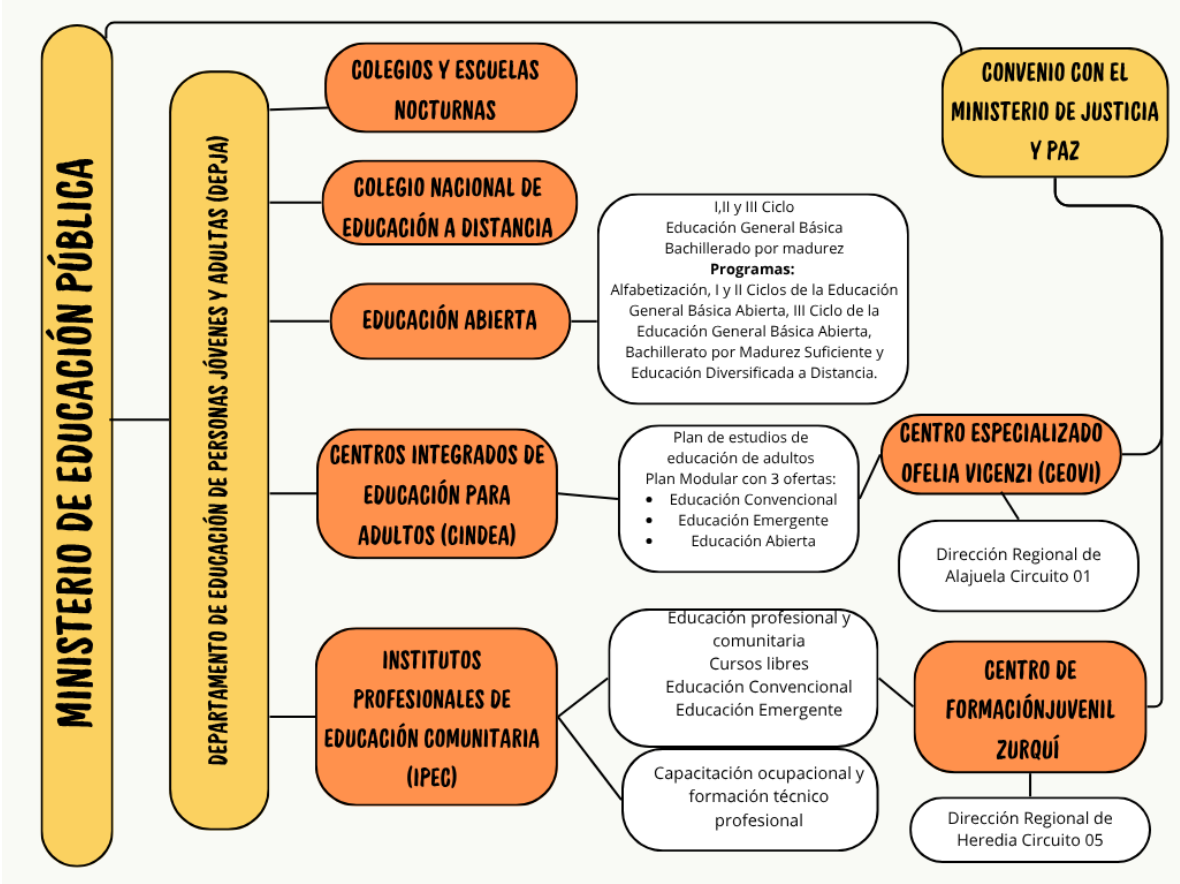 MINISTERIO DE EDUCACIÓN PÚBLICA
DEPARTAMENTO DE EDUCACIÓN DE PERSONAS JÓVENES Y ADULTAS (DEPJA)
COLEGIOS Y ESCUELAS
NOCTURNAS
COLEGIO NACIONAL DE
EDUCACIÓN A DISTANCIA
EDUCACIÓN ABIERTA
I,II y III Ciclo
Educación General Básica
Bachillerado por madurez
Programas:
Alfabetización, I y II Ciclos de la Educación
General Básica Abierta, III Ciclo de la
Educación General Básica Abierta,
Bachillerato por Madurez Suficiente y
Educación Diversificada a Distancia.
CENTROS INTEGRADOS DE
EDUCACIÓN PARA
ADULTOS (CINDEA)
Plan de estudios de
educación de adultos
Plan Modular con 3 ofertas:
• Educación Convencional
• Educación Emergente
• Educación Abierta
INSTITUTOS
PROFESIONALES DE
EDUCACIÓN COMUNITARIA
(IPEC)
Educación profesional y
comunitaria
Cursos libres
Educación Convencional
Educación Emergente
Capacitación ocupacional y
formación técnico
profesional
CONVENIO CON EL
MINISTERIO DE JUSTICIA
Y PAZ
CENTRO ESPECIALIZADO
OFELIA VICENZI (CEOVI)
Dirección Regional de
Alajuela Circuito 01
CENTRO DE
FORMACIÓNJUVENIL
ZURQUÍ
Dirección Regional de
Heredia Circuito 05